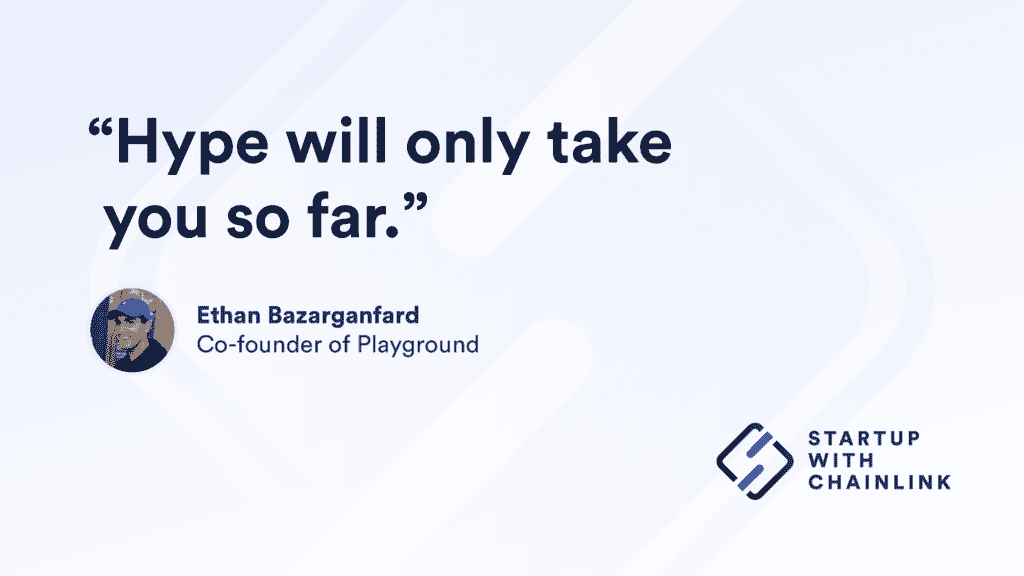 “Hype will only take
you so far.”
Ethan Bazarganfard
Co-founder of Playground
STARTUP
WITH
CHAINLINK